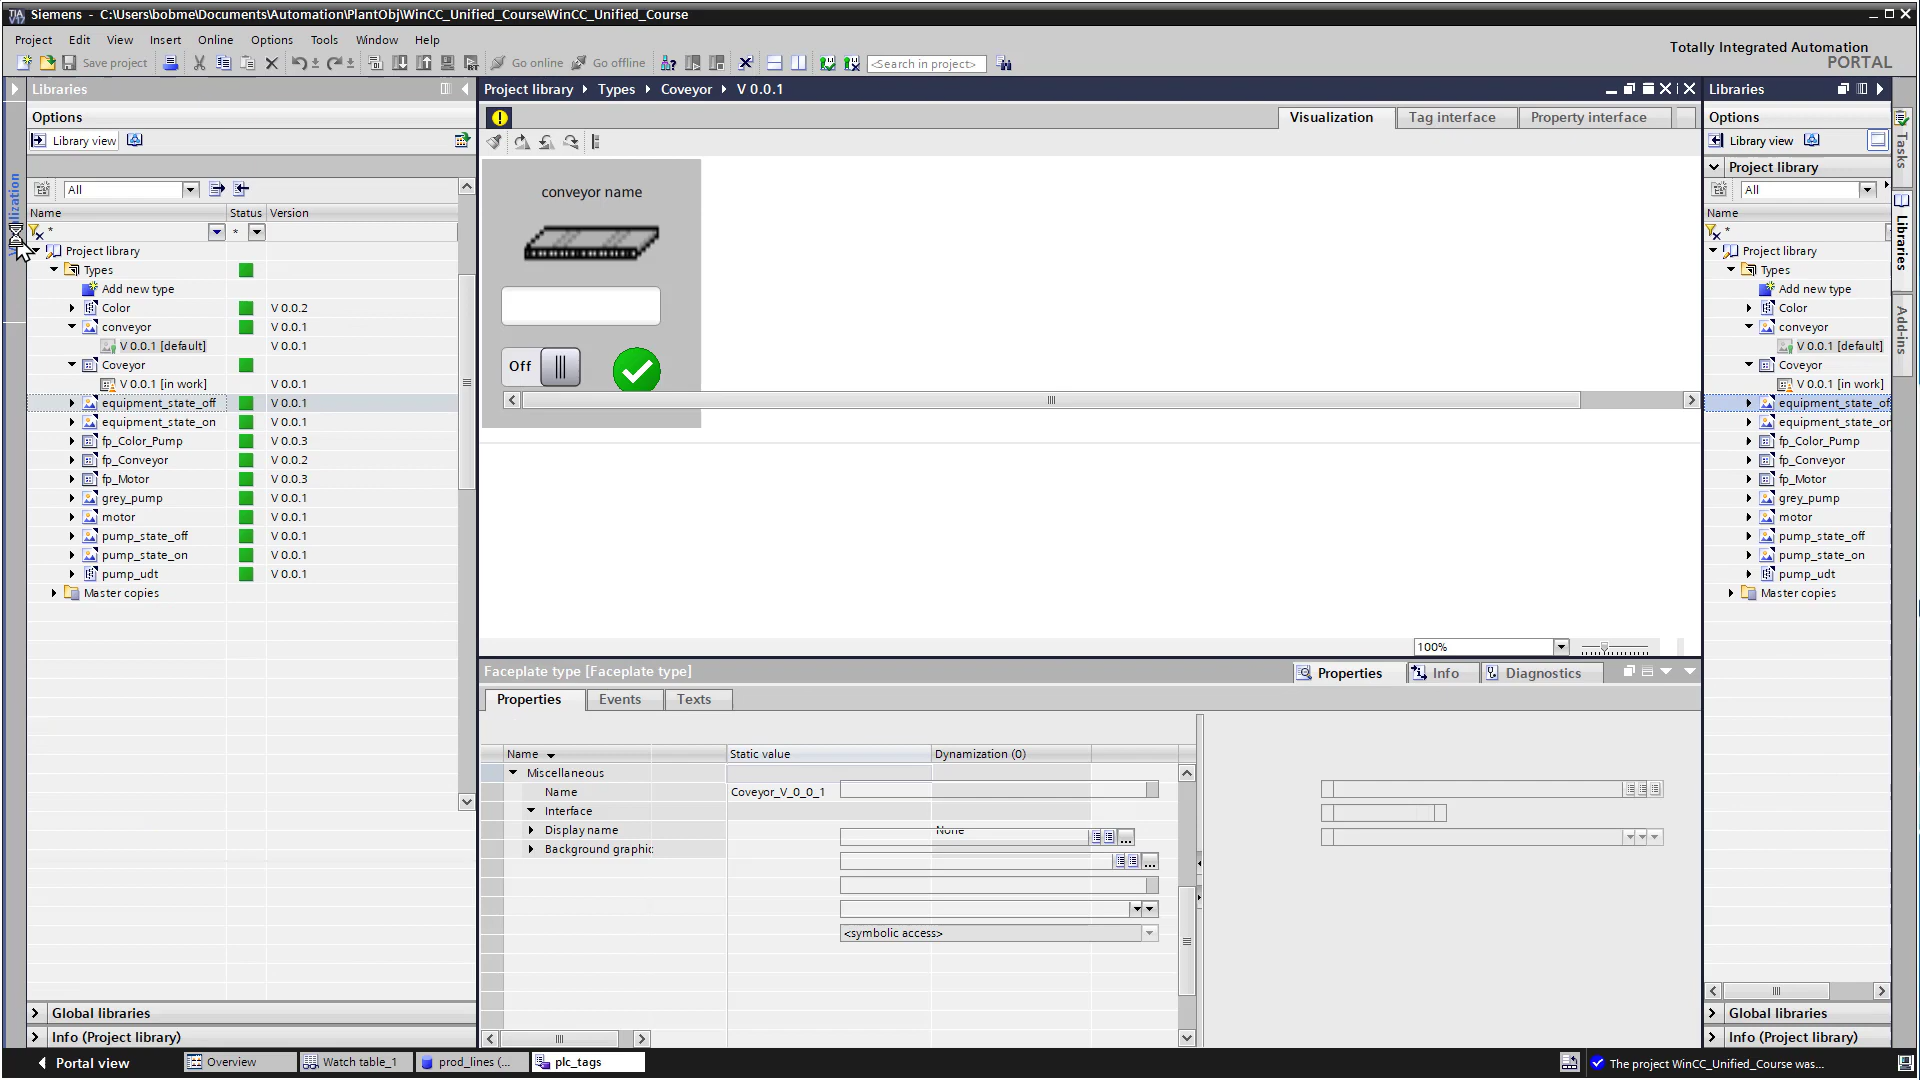 Siemens - C:\Users\bobme\Documents\Automation\PlantObj\WinCC_Unified_Course\WinCC_Unified_Course
Project Edit View Insert Online Options Tools Window Help
Totally Integrated Automation
PORTAL
Save project Go online Go offline <Search in project>
Libraries
Options
Library view
All
Name Status Version
* *
Project library
Types
Add new type
Color V 0.0.2
conveyor V 0.0.1
V 0.0.1 [default] V 0.0.1
Coveyor
V 0.0.1 [in work] V 0.0.1
equipment_state_off V 0.0.1
equipment_state_on V 0.0.1
fp_Color_Pump V 0.0.3
fp_Conveyor V 0.0.2
fp_Motor V 0.0.3
grey_pump V 0.0.1
motor V 0.0.1
pump_state_off V 0.0.1
pump_state_on V 0.0.1
pump_udt V 0.0.1
Master copies
Global libraries
Info (Project library)
Project library Types Coveyor V 0.0.1
Visualization Tag interface Property interface
conveyor name
Off
100%
Faceplate type [Faceplate type]
Properties Info Diagnostics
Properties Events Texts
Name Static value Dynamization (0)
Miscellaneous
Name Coveyor_V_0_0_1
Interface
Display name None
Background graphic
<symbolic access>
Libraries
Options
Library view
Project library
All
Name
*
Project library
Types
Add new type
Color
conveyor
V 0.0.1 [default]
Coveyor
V 0.0.1 [in work]
equipment_state_of
equipment_state_on
fp_Color_Pump
fp_Conveyor
fp_Motor
grey_pump
motor
pump_state_off
pump_state_on
pump_udt
Master copies
Global libraries
Info (Project library)
Tasks
Libraries
Add-ins
Portal view Overview Watch table_1 prod_lines (... plc_tags
The project WinCC_Unified_Course was...